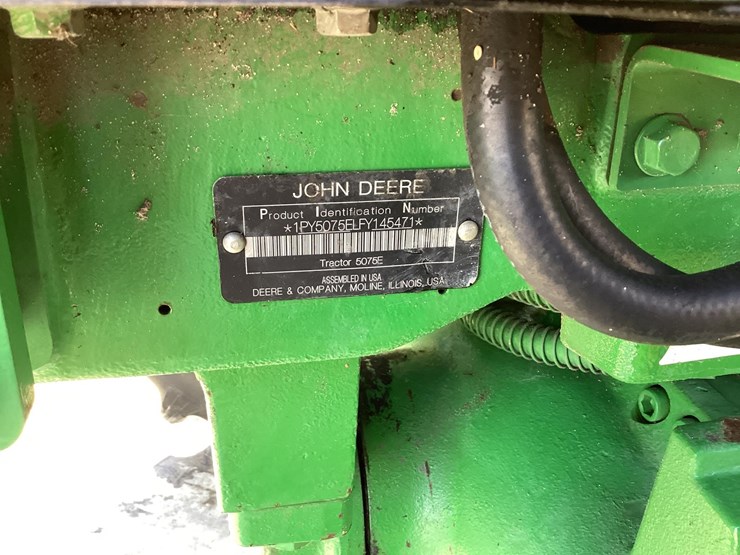 JOHN DEERE
Product Identification Number
*1PY5075ELFY145471*
Tractor 5075E
ASSEMBLED IN USA
DEERE & COMPANY, MOLINE, ILLINOIS, USA